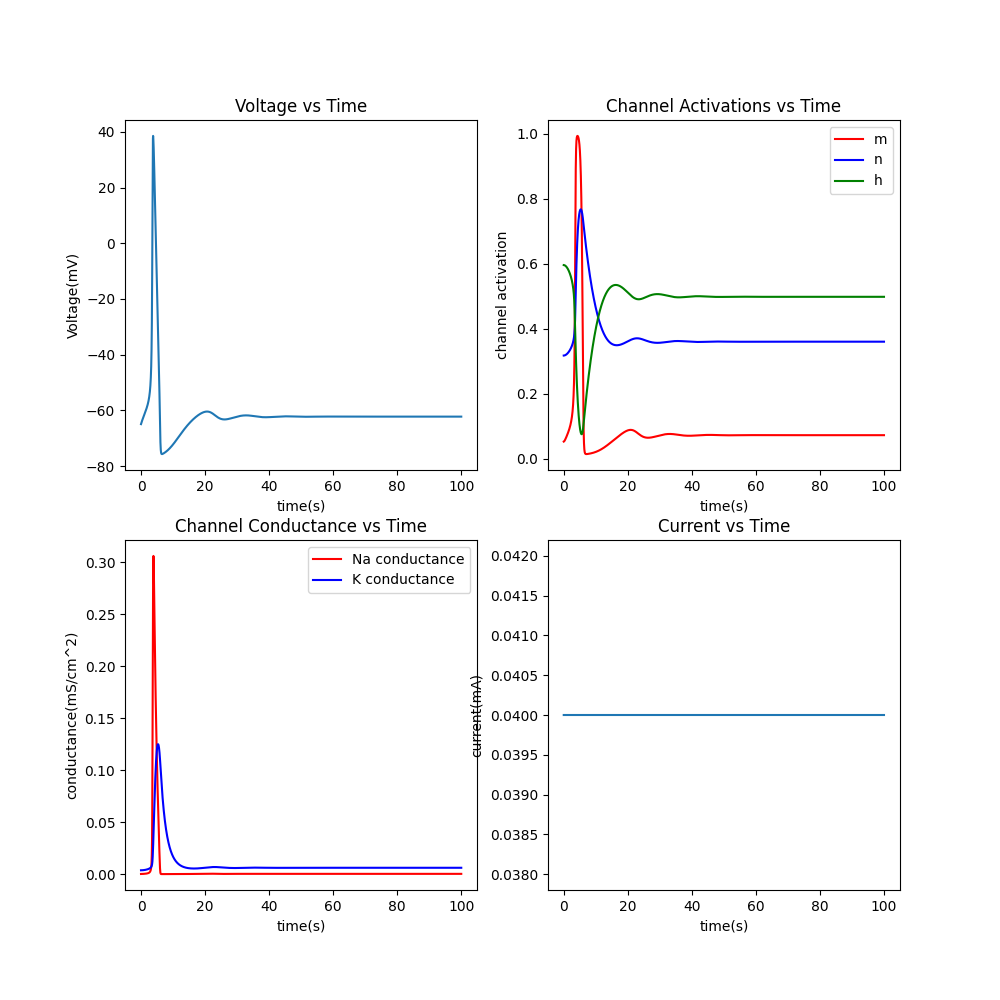 Voltage vs Time
Voltage(mV)
40
20
0
−20
−40
−60
−80
0 20 40 60 80 100
time(s)
Channel Activations vs Time
channel activation
1.0
0.8
0.6
0.4
0.2
0.0
m
n
h
0 20 40 60 80 100
time(s)
Channel Conductance vs Time
conductance(mS/cm^2)
0.30
0.25
0.20
0.15
0.10
0.05
0.00
Na conductance
K conductance
0 20 40 60 80 100
time(s)
Current vs Time
current(mA)
0.0420
0.0415
0.0410
0.0405
0.0400
0.0395
0.0390
0.0385
0.0380
0 20 40 60 80 100
time(s)